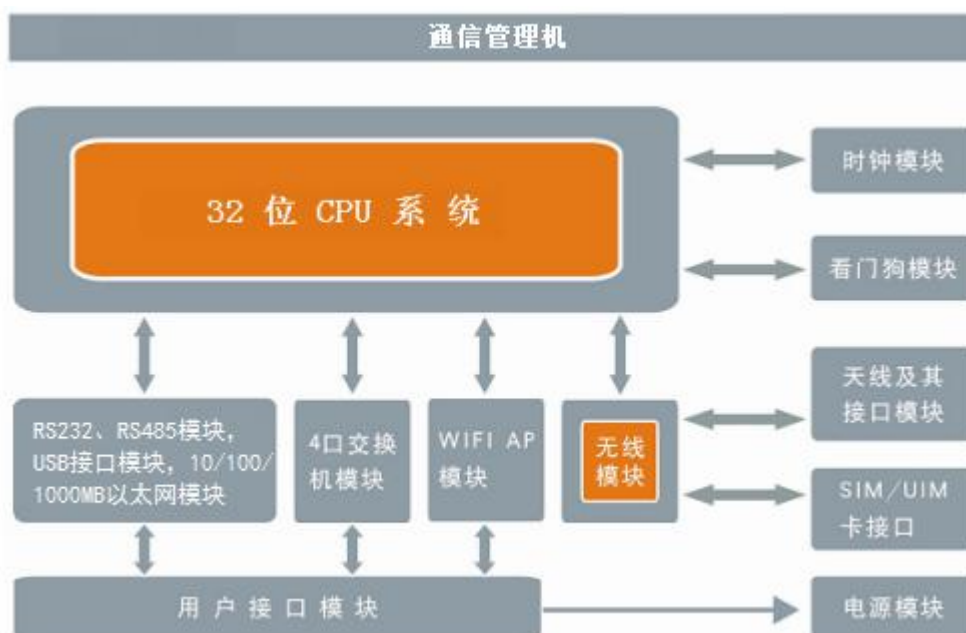 通信管理机
32 位 CPU 系 统
时钟模块
看门狗模块
天线及其
接口模块
RS232、RS485模块,
USB接口模块, 10/100/
1000MB以太网模块
4口交换
机模块
WIFI AP
模块
无线
模块
SIM/UIM
卡接口
用 户 接 口 模 块
电源模块